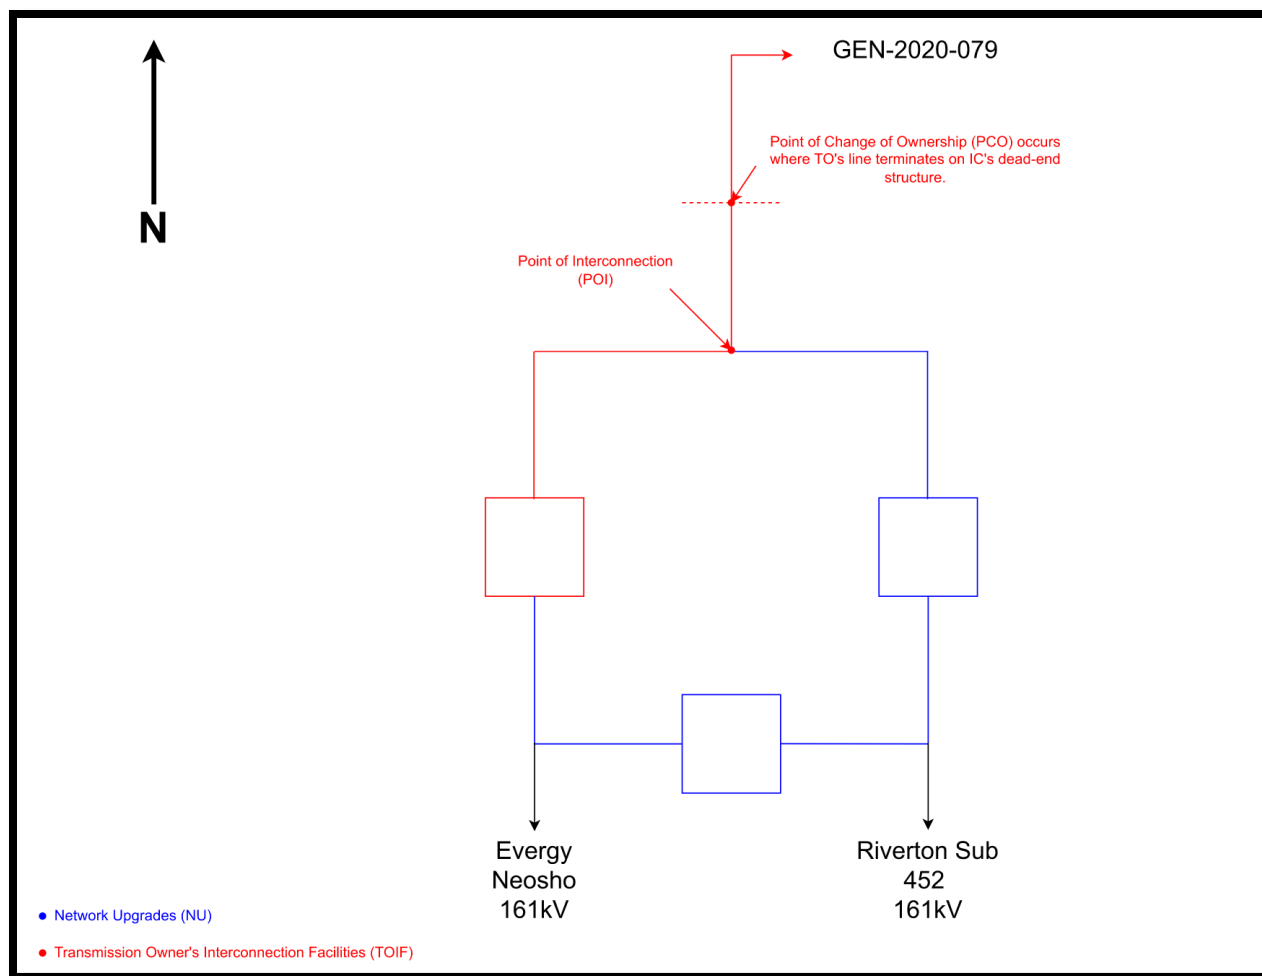 GEN-2020-079
Point of Change of Ownership (PCO) occurs
where TO's line terminates on IC's dead-end
structure.
N
Point of Interconnection
(POI)
Evergy
Neosho
161kV
Riverton Sub
452
161kV
Network Upgrades (NU)
Transmission Owner's Interconnection Facilities (TOIF)